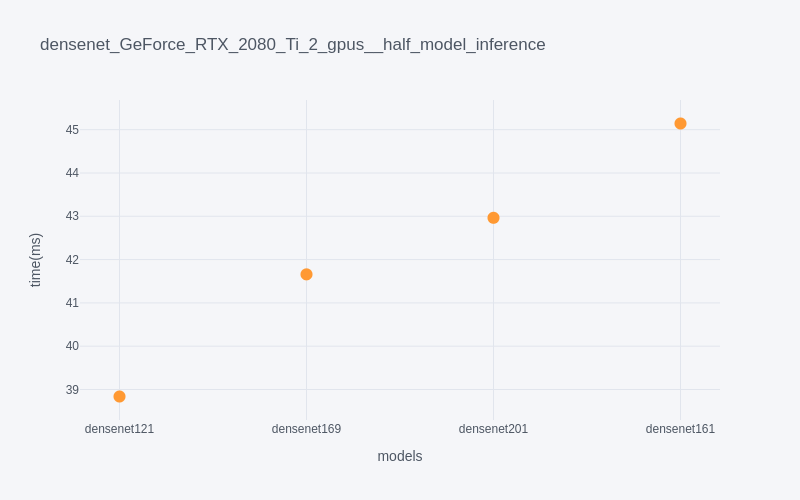 densenet_GeForce_RTX_2080_Ti_2_gpus__half_model_inference
45
44
43
42
41
40
39
time(ms)
densenet121 densenet169 densenet201 densenet161
models